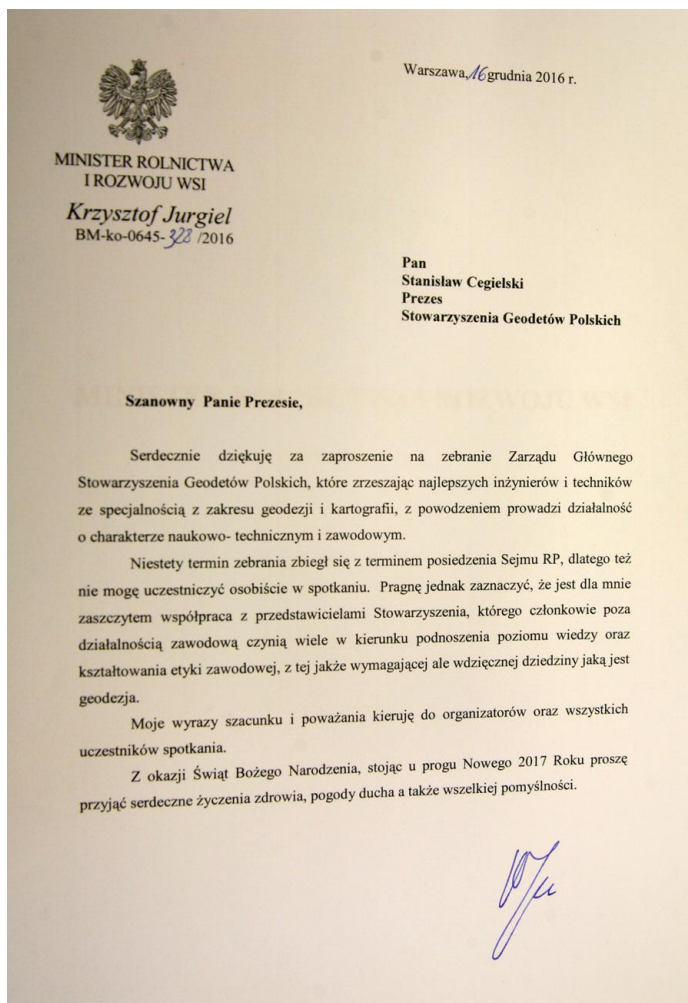 Warszawa, 16 grudnia 2016 r.
MINISTER ROLNICTWA
I ROZWOJU WSI
Krzysztof Jurgiel
BM-ko-0645-328/2016
Pan
Stanisław Cegielski
Prezes
Stowarzyszenia Geodetów Polskich
Szanowny Panie Prezesie,
Serdecznie dziękuję za zaproszenie na zebranie Zarządu Głównego
Stowarzyszenia Geodetów Polskich, które zrzeszając najlepszych inżynierów i techników
ze specjalnością z zakresu geodezji i kartografii, z powodzeniem prowadzi działalność
o charakterze naukowo- technicznym i zawodowym.
Niestety termin zebrania zbiegł się z terminem posiedzenia Sejmu RP, dlatego też
nie mogę uczestniczyć osobiście w spotkaniu. Pragnę jednak zaznaczyć, że jest dla mnie
zaszczytem współpraca z przedstawicielami Stowarzyszenia, którego członkowie poza
działalnością zawodową czynią wiele w kierunku podnoszenia poziomu wiedzy oraz
kształtowania etyki zawodowej, z tej jakże wymagającej ale wdzięcznej dziedziny jaką jest
geodezja.
Moje wyrazy szacunku i poważania kieruję do organizatorów oraz wszystkich
uczestników spotkania.
Z okazji Świąt Bożego Narodzenia, stojąc u progu Nowego 2017 Roku proszę
przyjąć serdeczne życzenia zdrowia, pogody ducha a także wszelkiej pomyślności.